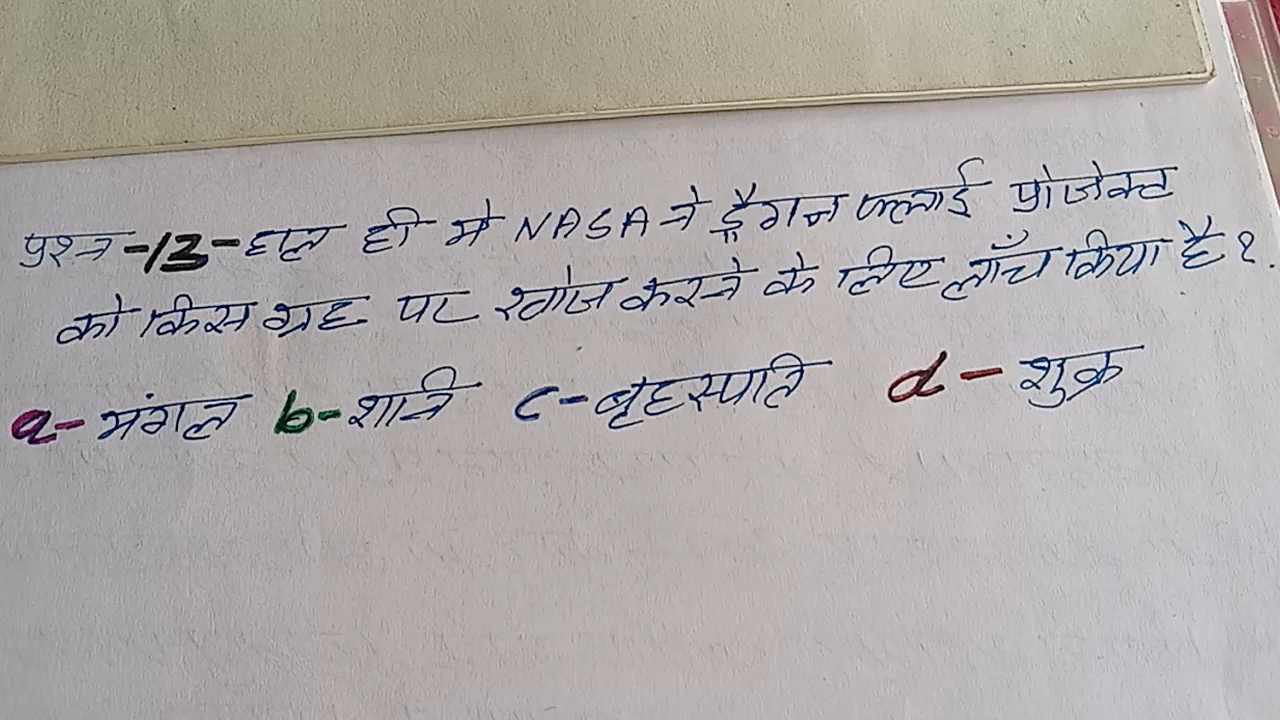 प्रश्न-13-हाल ही में NASA ने ड्रैगन फ्लाई प्रोजेक्ट
को किस ग्रह पर खोज करने के लिए लॉंच किया है?
a-मंगल b-शनि c-बृहस्पति d-शुक्र